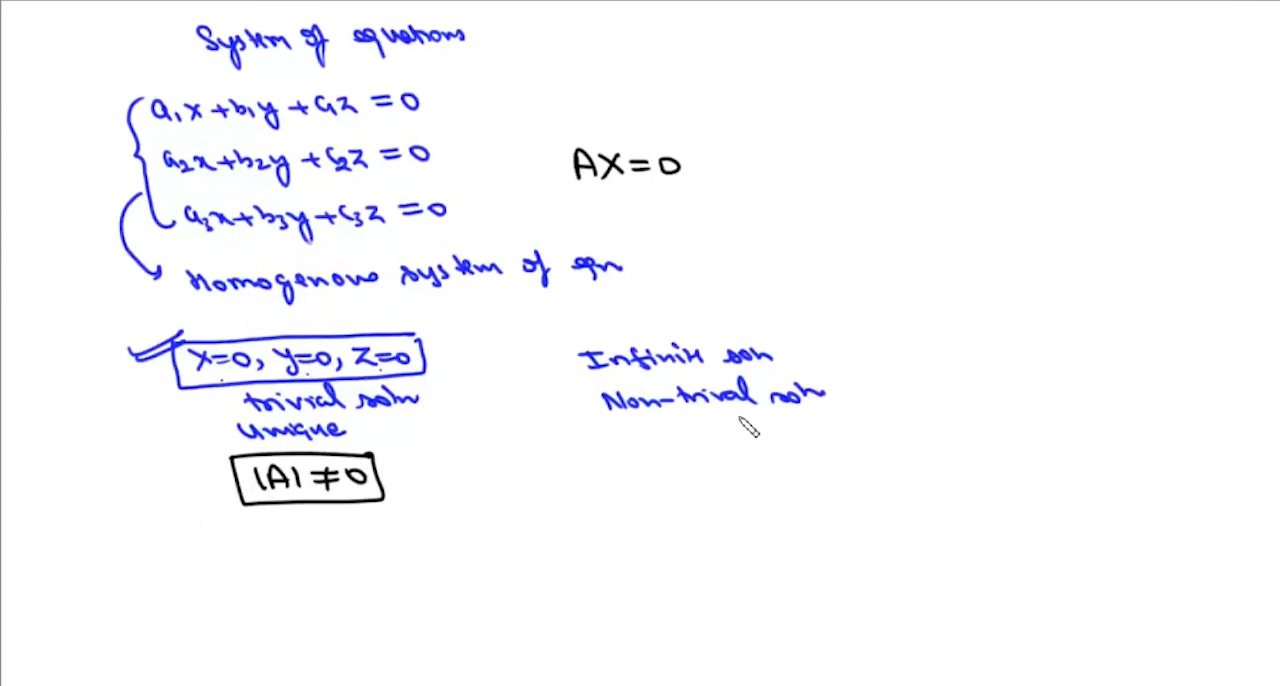 System of equations
a₁x+b₁y+c₁z=0
a₂x+b₂y+c₂z=0
AX=0
a₃x+b₃y+c₃z=0
Homogenous system of eqn
x=0, y=0, z=0
Infinite soln
trivial soln
Non-trival soln
unique
|A|≠0